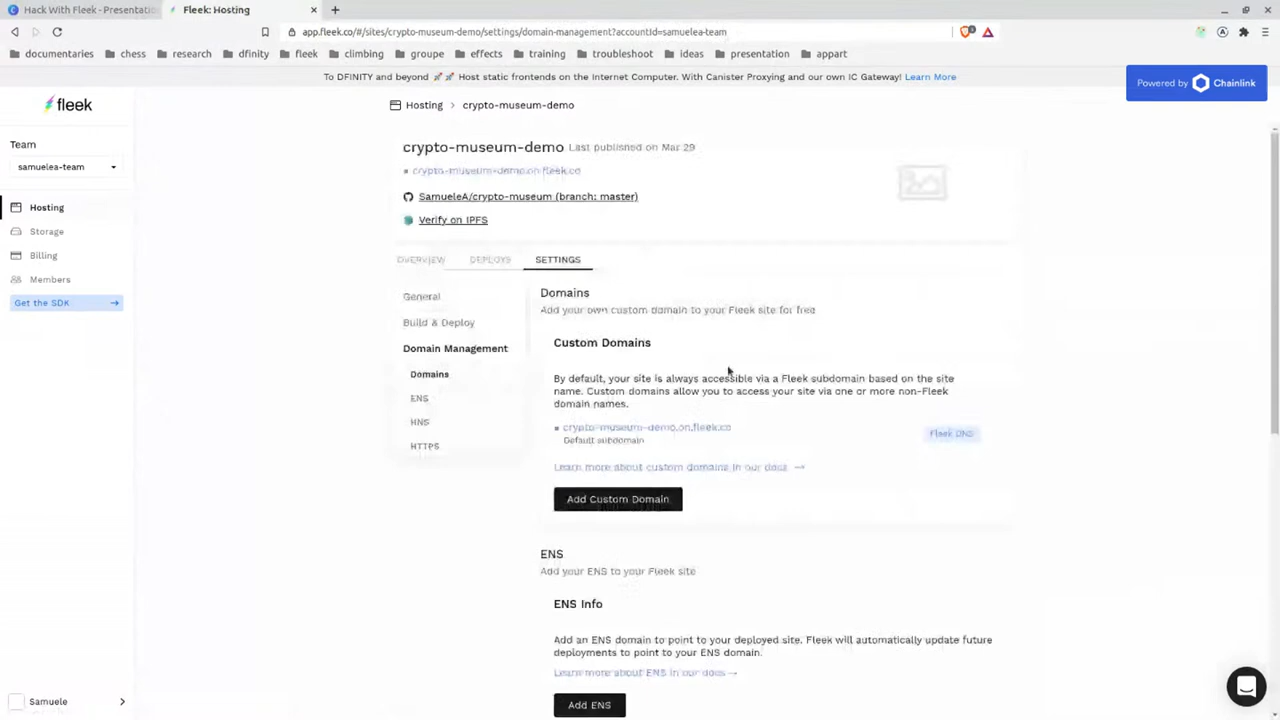 Hack With Fleek - Presentatio
Fleek: Hosting
app.fleek.co/#/sites/crypto-museum-demo/settings/domain-management?accountId=samuelea-team
documentaries chess research dfinity fleek climbing groupe effects training troubleshoot ideas presentation appart
To DFINITY and beyond 🚀🚀 Host static frontends on the Internet Computer. With Canister Proxying and our own IC Gateway! Learn More
Powered by Chainlink
fleek
Hosting > crypto-museum-demo
Team
samuelea-team
Hosting
Storage
Billing
Members
Get the SDK →
crypto-museum-demo Last published on Mar 29
crypto-museum-demo.on.fleek.co
SamueleA/crypto-museum (branch: master)
Verify on IPFS
OVERVIEW DEPLOYS SETTINGS
General
Build & Deploy
Domain Management
Domains
ENS
HNS
HTTPS
Domains
Add your own custom domain to your Fleek site for free
Custom Domains
By default, your site is always accessible via a Fleek subdomain based on the site
name. Custom domains allow you to access your site via one or more non-Fleek
domain names.
crypto-museum-demo.on.fleek.co
Default subdomain
Fleek DNS
Learn more about custom domains in our docs →
Add Custom Domain
ENS
Add your ENS to your Fleek site
ENS Info
Add an ENS domain to point to your deployed site. Fleek will automatically update future
deployments to point to your ENS domain.
Learn more about ENS in our docs →
Add ENS
Samuele